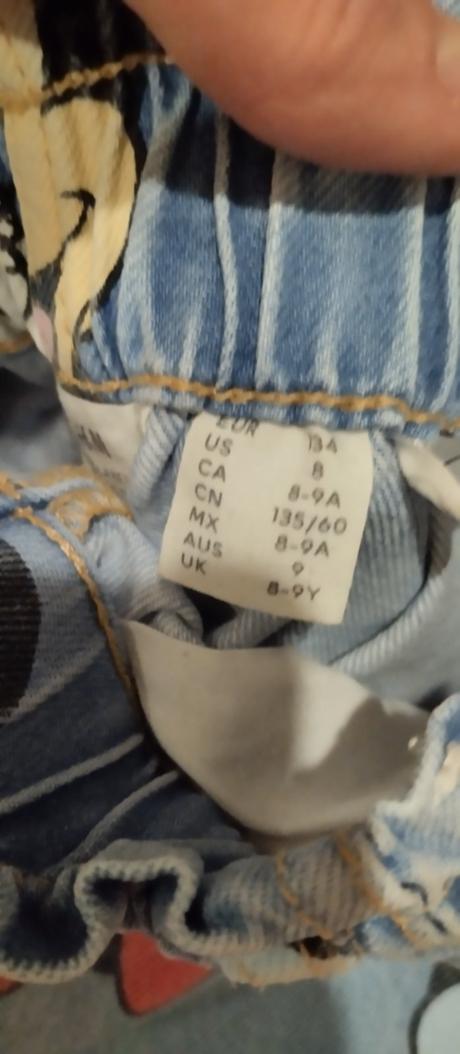 EUR 134
US 8
CA 8-9A
CN 135/60
MX 8-9A
AUS 9
UK 8-9Y